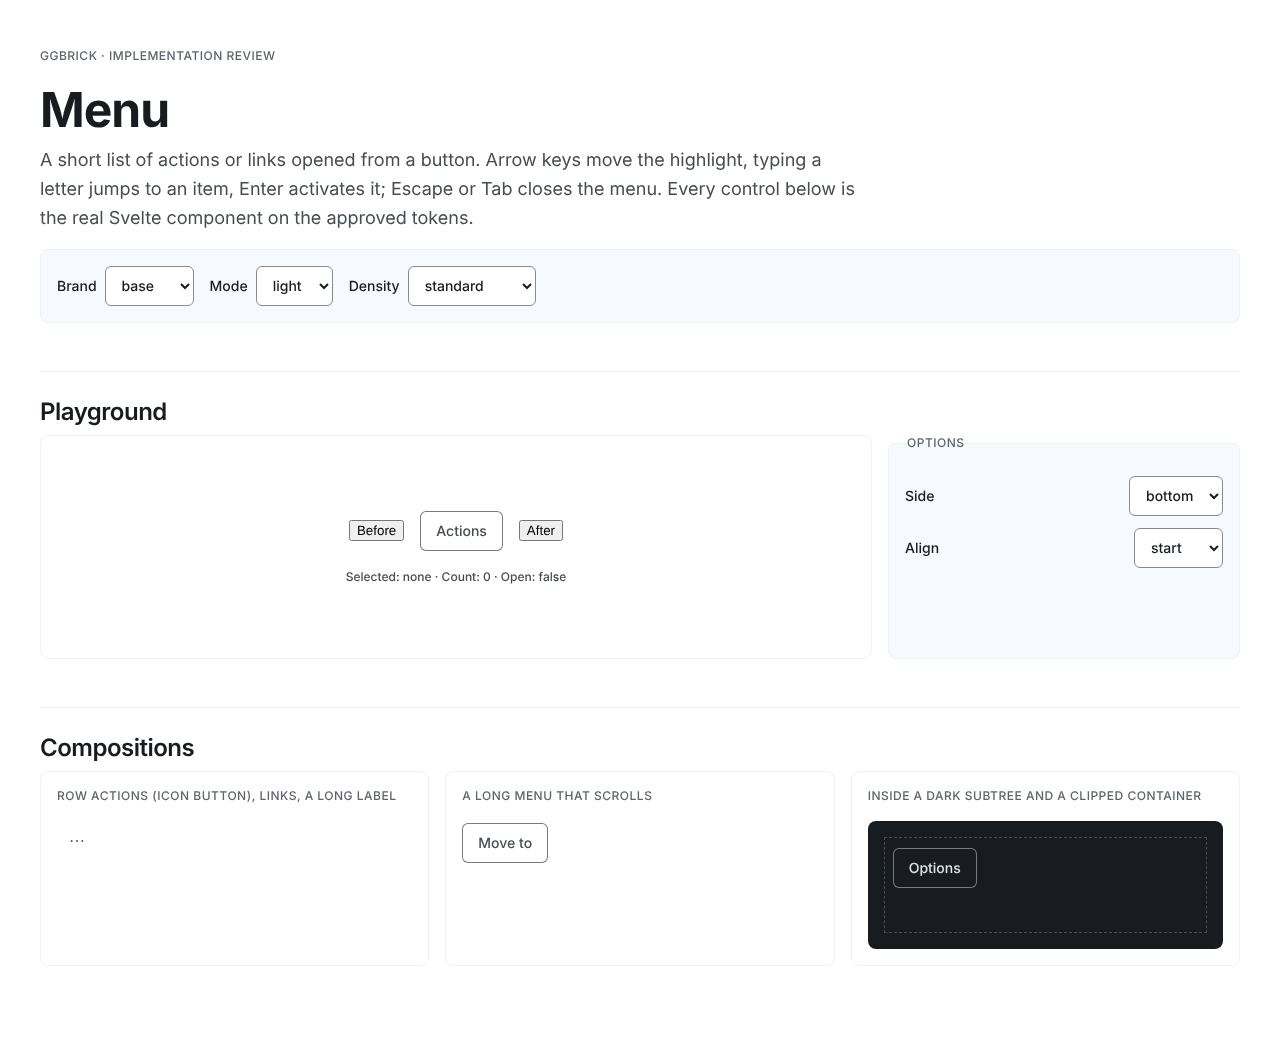 GGBRICK · IMPLEMENTATION REVIEW
Menu
A short list of actions or links opened from a button. Arrow keys move the highlight, typing a
letter jumps to an item, Enter activates it; Escape or Tab closes the menu. Every control below is
the real Svelte component on the approved tokens.
Brand base Mode light Density standard
Playground
OPTIONS
Side bottom
Before Actions After
Align start
Selected: none · Count: 0 · Open: false
Compositions
ROW ACTIONS (ICON BUTTON), LINKS, A LONG LABEL
...
A LONG MENU THAT SCROLLS
Move to
INSIDE A DARK SUBTREE AND A CLIPPED CONTAINER
Options